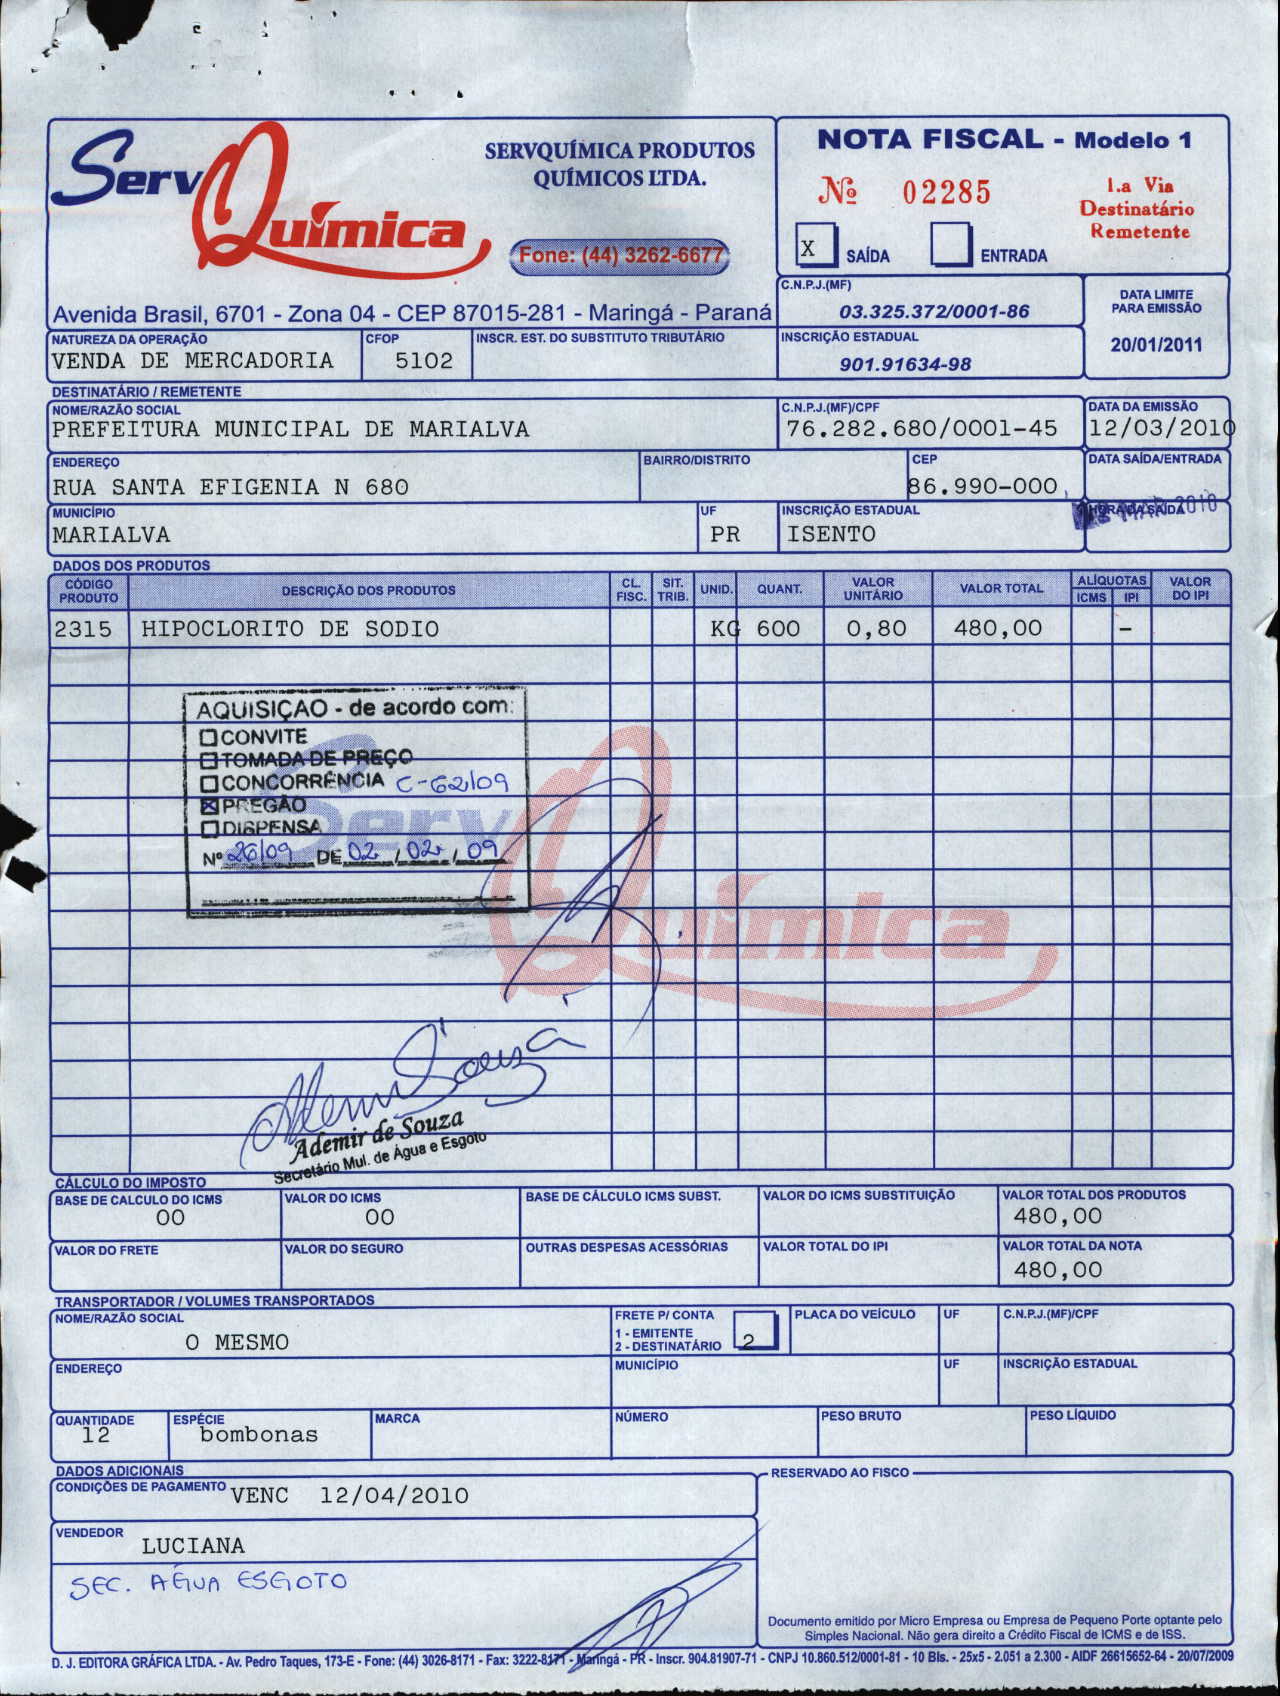 Serv Química
SERVQUÍMICA PRODUTOS
QUÍMICOS LTDA.
Fone: (44) 3262-6677
Avenida Brasil, 6701 - Zona 04 - CEP 87015-281 - Maringá - Paraná
NOTA FISCAL - Modelo 1
Nº 02285
1.a Via
Destinatário
Remetente
X SAÍDA ENTRADA
C.N.P.J.(MF)
03.325.372/0001-86
INSCRIÇÃO ESTADUAL
901.91634-98
DATA LIMITE
PARA EMISSÃO
20/01/2011
NATUREZA DA OPERAÇÃO CFOP INSCR. EST. DO SUBSTITUTO TRIBUTÁRIO
VENDA DE MERCADORIA 5102
DESTINATÁRIO / REMETENTE
NOME/RAZÃO SOCIAL C.N.P.J.(MF)/CPF DATA DA EMISSÃO
PREFEITURA MUNICIPAL DE MARIALVA 76.282.680/0001-45 12/03/2010
ENDEREÇO BAIRRO/DISTRITO CEP DATA SAÍDA/ENTRADA
RUA SANTA EFIGENIA N 680 86.990-000
MUNICÍPIO UF INSCRIÇÃO ESTADUAL HORA DA SAÍDA
MAR 2010
MARIALVA PR ISENTO
DADOS DOS PRODUTOS
CÓDIGO PRODUTO DESCRIÇÃO DOS PRODUTOS CL. FISC. SIT. TRIB. UNID. QUANT. VALOR UNITÁRIO VALOR TOTAL ALÍQUOTAS ICMS IPI VALOR DO IPI
2315 HIPOCLORITO DE SODIO KG 600 0,80 480,00 -
AQUISIÇÃO - de acordo com:
CONVITE
TOMADA DE PREÇO
CONCORRÊNCIA C-62/09
PREGÃO
DISPENSA
Nº 26/09 DE 02 / 02 / 09
Serv Química
Ademir de Souza
Secretário Mul. de Água e Esgoto
CÁLCULO DO IMPOSTO
BASE DE CALCULO DO ICMS VALOR DO ICMS BASE DE CÁLCULO ICMS SUBST. VALOR DO ICMS SUBSTITUIÇÃO VALOR TOTAL DOS PRODUTOS
00 00 480,00
VALOR DO FRETE VALOR DO SEGURO OUTRAS DESPESAS ACESSÓRIAS VALOR TOTAL DO IPI VALOR TOTAL DA NOTA
480,00
TRANSPORTADOR / VOLUMES TRANSPORTADOS
NOME/RAZÃO SOCIAL FRETE P/ CONTA PLACA DO VEÍCULO UF C.N.P.J.(MF)/CPF
1 - EMITENTE
2 - DESTINATÁRIO 2
O MESMO
ENDEREÇO MUNICÍPIO UF INSCRIÇÃO ESTADUAL
QUANTIDADE ESPÉCIE MARCA NÚMERO PESO BRUTO PESO LÍQUIDO
12 bombonas
DADOS ADICIONAIS
CONDIÇÕES DE PAGAMENTO VENC 12/04/2010
VENDEDOR
LUCIANA
SEC. AGUA ESGOTO
RESERVADO AO FISCO
Documento emitido por Micro Empresa ou Empresa de Pequeno Porte optante pelo
Simples Nacional. Não gera direito a Crédito Fiscal de ICMS e de ISS.
D. J. EDITORA GRÁFICA LTDA. - Av. Pedro Taques, 173-E - Fone: (44) 3026-8171 - Fax: 3222-8171 - Maringá - PR - Inscr. 904.81907-71 - CNPJ 10.860.512/0001-81 - 10 Bls. - 25x5 - 2.051 a 2.300 - AIDF 26615652-64 - 20/07/2009